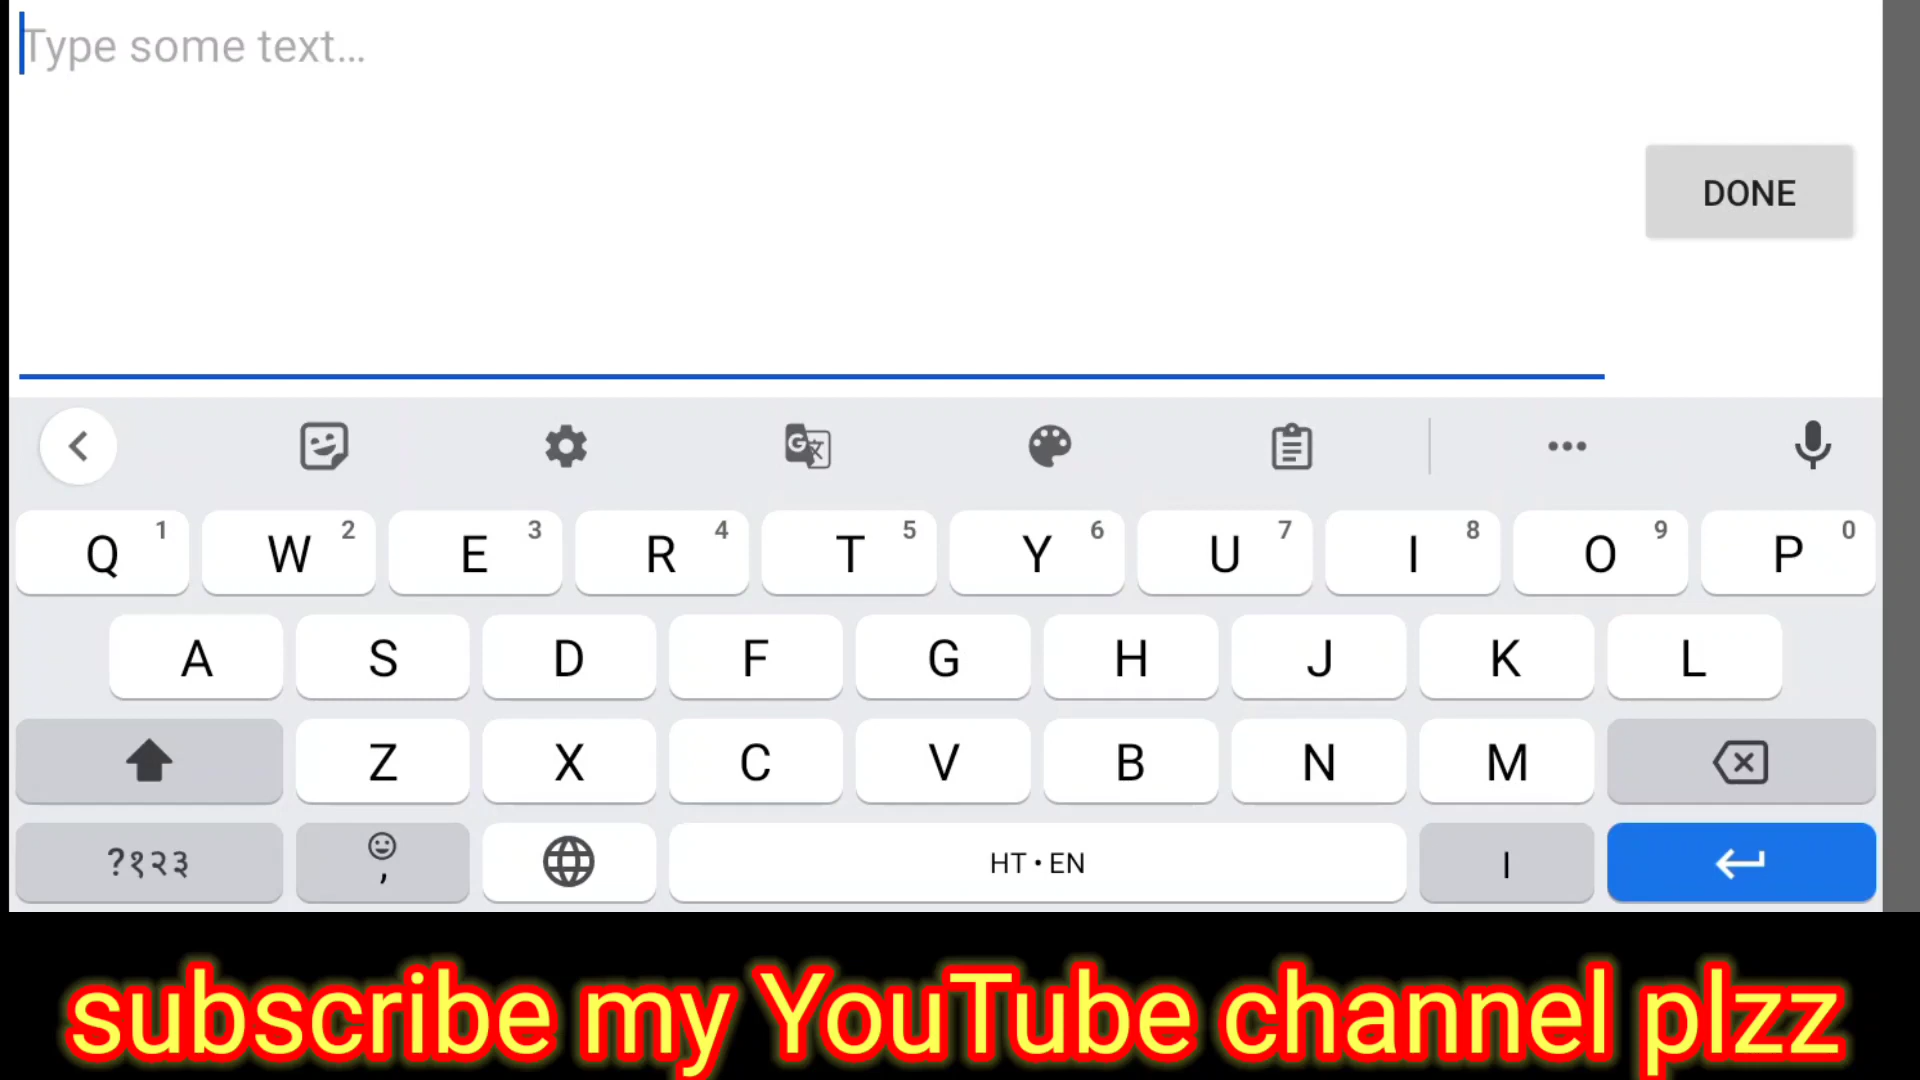 Type some text...
DONE
Q 1 W 2 E 3 R 4 T 5 Y 6 U 7 I 8 O 9 P 0
A S D F G H J K L
Z X C V B N M
?१२३ , HT • EN |
subscribe my YouTube channel plzz